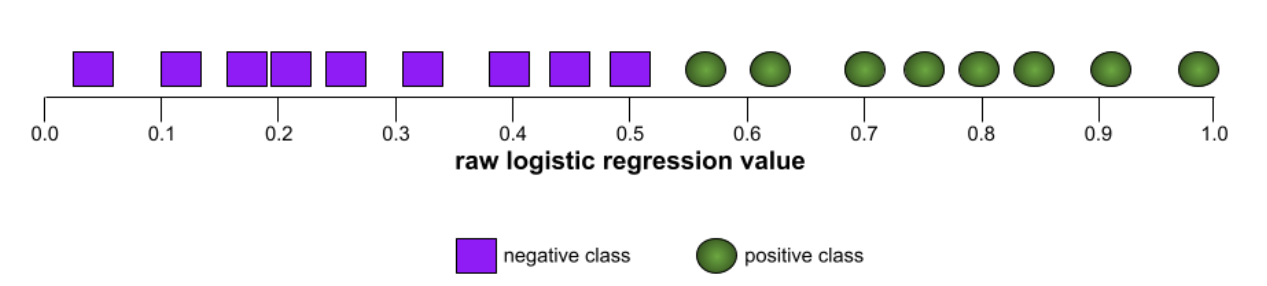 0.0 0.1 0.2 0.3 0.4 0.5 0.6 0.7 0.8 0.9 1.0
raw logistic regression value
negative class positive class